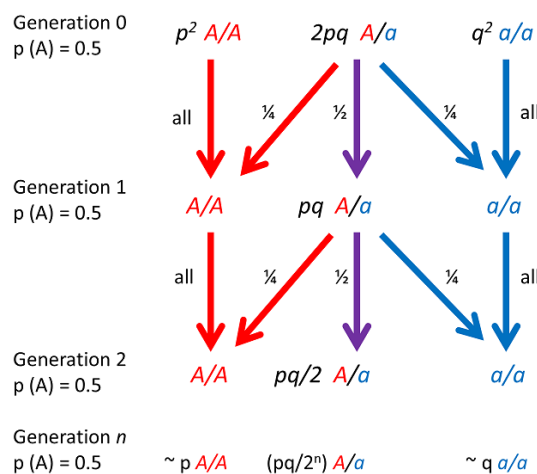 Generation 0
p (A) = 0.5
p² A/A 2pq A/a q² a/a
all ¼ ½ ¼ all
Generation 1
p (A) = 0.5
A/A pq A/a a/a
all ¼ ½ ¼ all
Generation 2
p (A) = 0.5
A/A pq/2 A/a a/a
Generation n
p (A) = 0.5
~ p A/A (pq/2ⁿ) A/a ~ q a/a